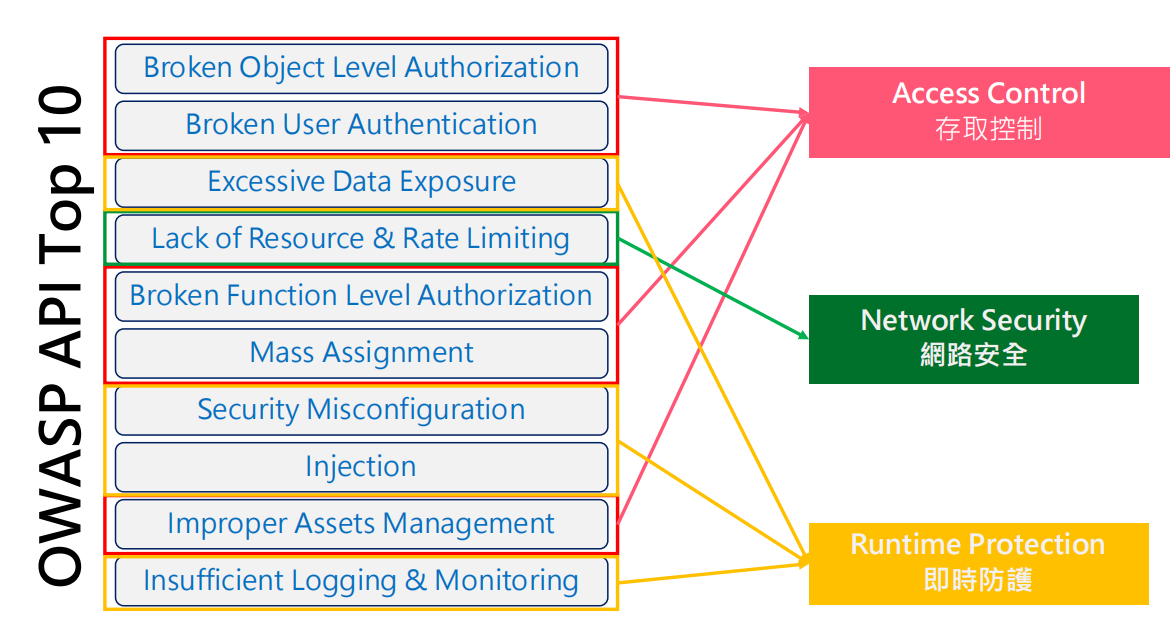 OWASP API Top 10
Broken Object Level Authorization
Broken User Authentication
Excessive Data Exposure
Lack of Resource & Rate Limiting
Broken Function Level Authorization
Mass Assignment
Security Misconfiguration
Injection
Improper Assets Management
Insufficient Logging & Monitoring
Access Control
存取控制
Network Security
網路安全
Runtime Protection
即時防護